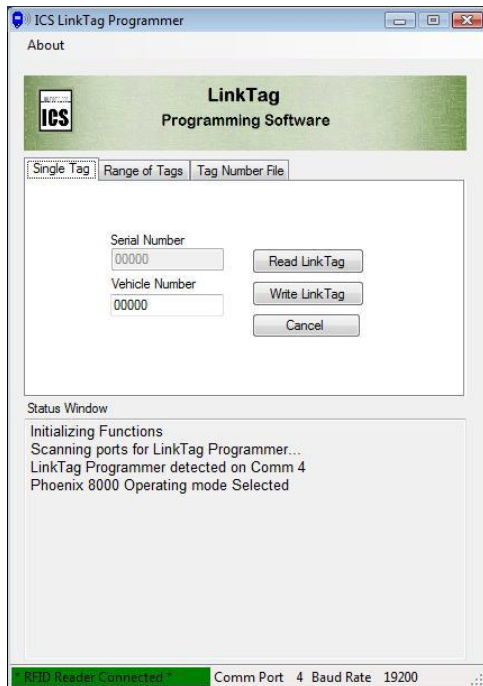 ICS LinkTag Programmer
About
ICS
LinkTag
Programming Software
Single Tag Range of Tags Tag Number File
Serial Number
00000
Read LinkTag
Vehicle Number
00000
Write LinkTag
Cancel
Status Window
Initializing Functions
Scanning ports for LinkTag Programmer...
LinkTag Programmer detected on Comm 4
Phoenix 8000 Operating mode Selected
* RFID Reader Connected * Comm Port 4 Baud Rate 19200